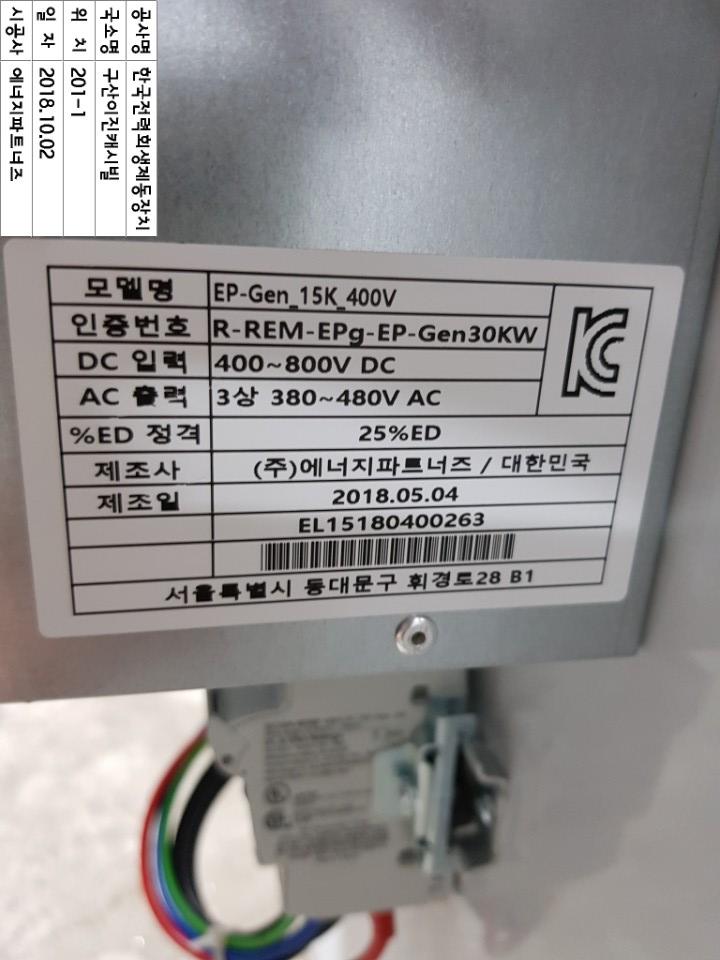 공사명 한국전력회생제동장치
국소명 구산이진캐시빌
위 치 201-1
일 자 2018.10.02
시공사 에너지파트너즈
모델명 EP-Gen_15K_400V
인증번호 R-REM-EPg-EP-Gen30KW
DC 입력 400~800V DC
AC 출력 3상 380~480V AC
%ED 정격 25%ED
제조사 (주)에너지파트너즈 / 대한민국
제조일 2018.05.04
EL15180400263
서울특별시 동대문구 휘경로28 B1